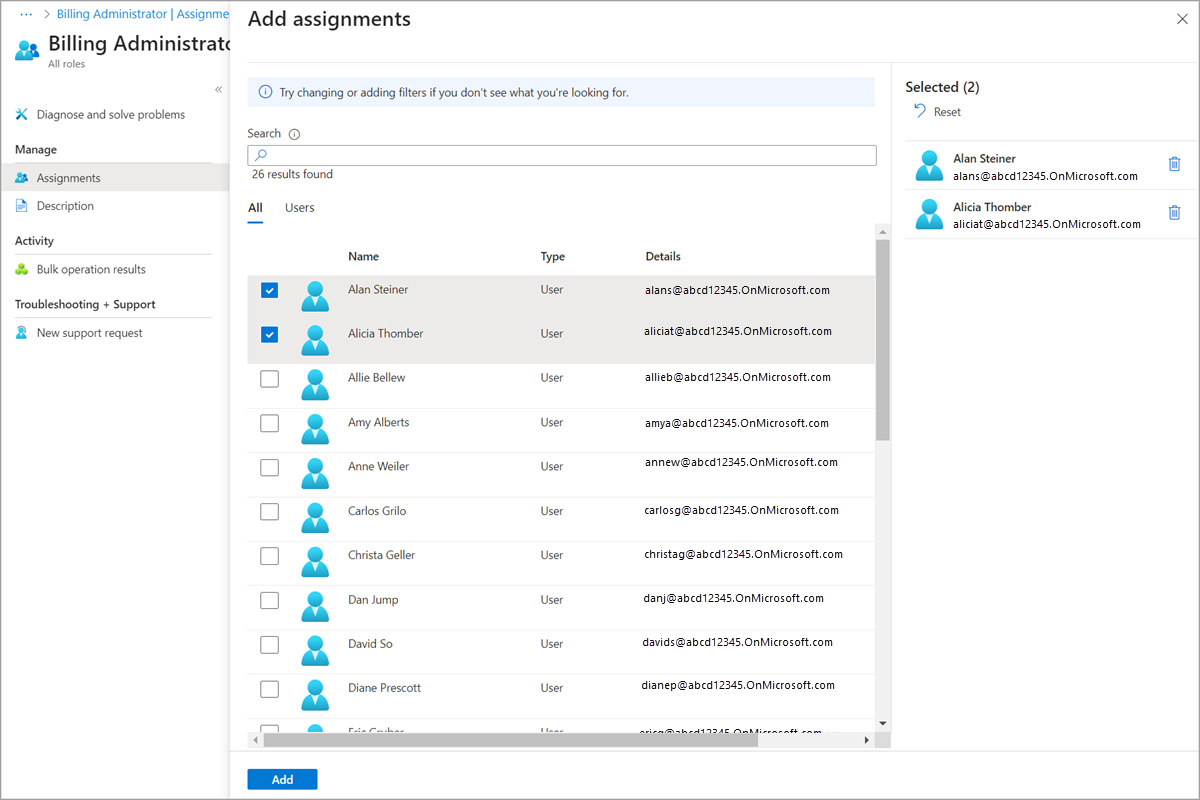 ... > Billing Administrator | Assignme
Billing Administrato
All roles
«
Diagnose and solve problems
Manage
Assignments
Description
Activity
Bulk operation results
Troubleshooting + Support
New support request
Add assignments
Try changing or adding filters if you don't see what you're looking for.
Search
26 results found
All Users
Name Type Details
Alan Steiner User alans@abcd12345.OnMicrosoft.com
Alicia Thomber User aliciat@abcd12345.OnMicrosoft.com
Allie Bellew User allieb@abcd12345.OnMicrosoft.com
Amy Alberts User amya@abcd12345.OnMicrosoft.com
Anne Weiler User annew@abcd12345.OnMicrosoft.com
Carlos Grilo User carlosg@abcd12345.OnMicrosoft.com
Christa Geller User christag@abcd12345.OnMicrosoft.com
Dan Jump User danj@abcd12345.OnMicrosoft.com
David So User davids@abcd12345.OnMicrosoft.com
Diane Prescott User dianep@abcd12345.OnMicrosoft.com
Eric Gruber User ericg@abcd12345.OnMicrosoft.com
Add
Selected (2)
Reset
Alan Steiner
alans@abcd12345.OnMicrosoft.com
Alicia Thomber
aliciat@abcd12345.OnMicrosoft.com